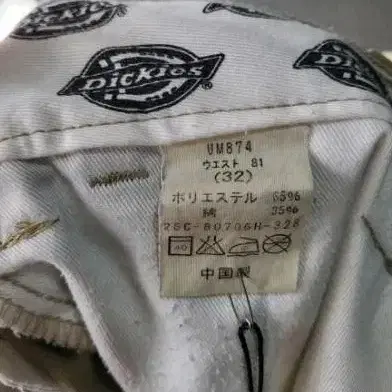 Dickies
UM874
ウエスト 81
(32)
ポリエステル 65%
綿 35%
40
中国製